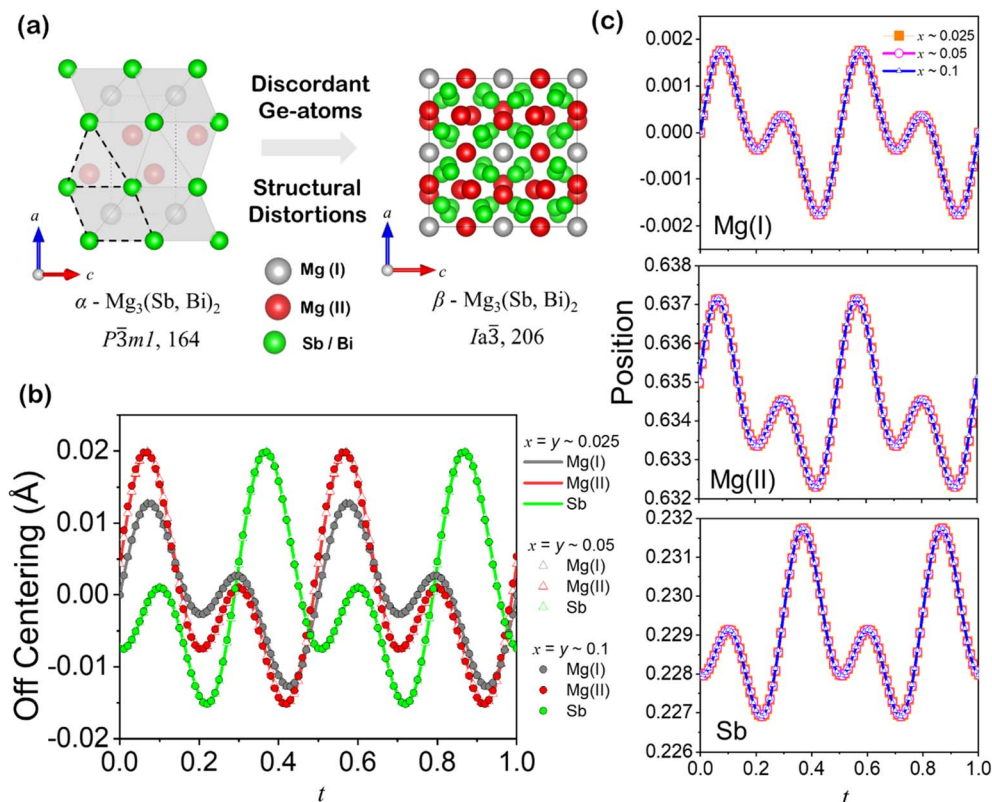 (a)
Discordant
Ge-atoms
Structural
Distortions
a
c
Mg (I)
Mg (II)
Sb / Bi
a
c
α - Mg₃(Sb, Bi)₂
P3̅m1, 164
β - Mg₃(Sb, Bi)₂
Ia3̅, 206
(b)
Off Centering (Å)
0.02
0.01
0.00
-0.01
-0.02
0.0 0.2 0.4 0.6 0.8 1.0
t
x = y ~ 0.025
Mg(I)
Mg(II)
Sb
x = y ~ 0.05
Mg(I)
Mg(II)
Sb
x = y ~ 0.1
Mg(I)
Mg(II)
Sb
(c)
x ~ 0.025
x ~ 0.05
x ~ 0.1
0.002
0.001
0.000
-0.001
-0.002
Mg(I)
Position
0.638
0.637
0.635
0.634
0.632
Mg(II)
0.232
0.231
0.229
0.228
0.227
0.226
Sb
0.0 0.2 0.4 0.6 0.8 1.0
t